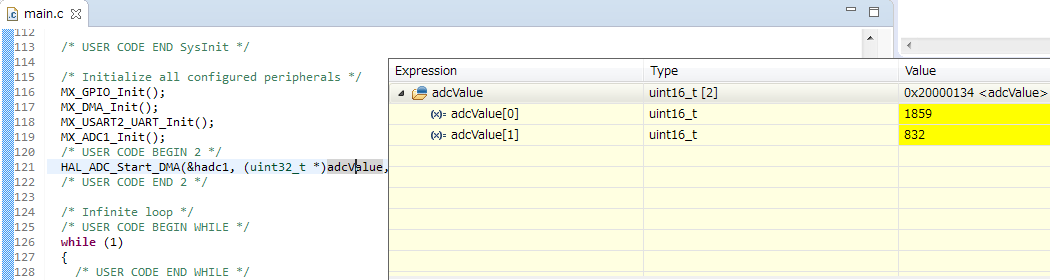 main.c
112
113 /* USER CODE END SysInit */
114
115 /* Initialize all configured peripherals */
116 MX_GPIO_Init();
117 MX_DMA_Init();
118 MX_USART2_UART_Init();
119 MX_ADC1_Init();
120 /* USER CODE BEGIN 2 */
121 HAL_ADC_Start_DMA(&hadc1, (uint32_t *)adcValue,
122 /* USER CODE END 2 */
123
124 /* Infinite loop */
125 /* USER CODE BEGIN WHILE */
126 while (1)
127 {
128 /* USER CODE END WHILE */
Expression Type Value
adcValue uint16_t [2] 0x20000134 <adcValue>
(x)= adcValue[0] uint16_t 1859
(x)= adcValue[1] uint16_t 832